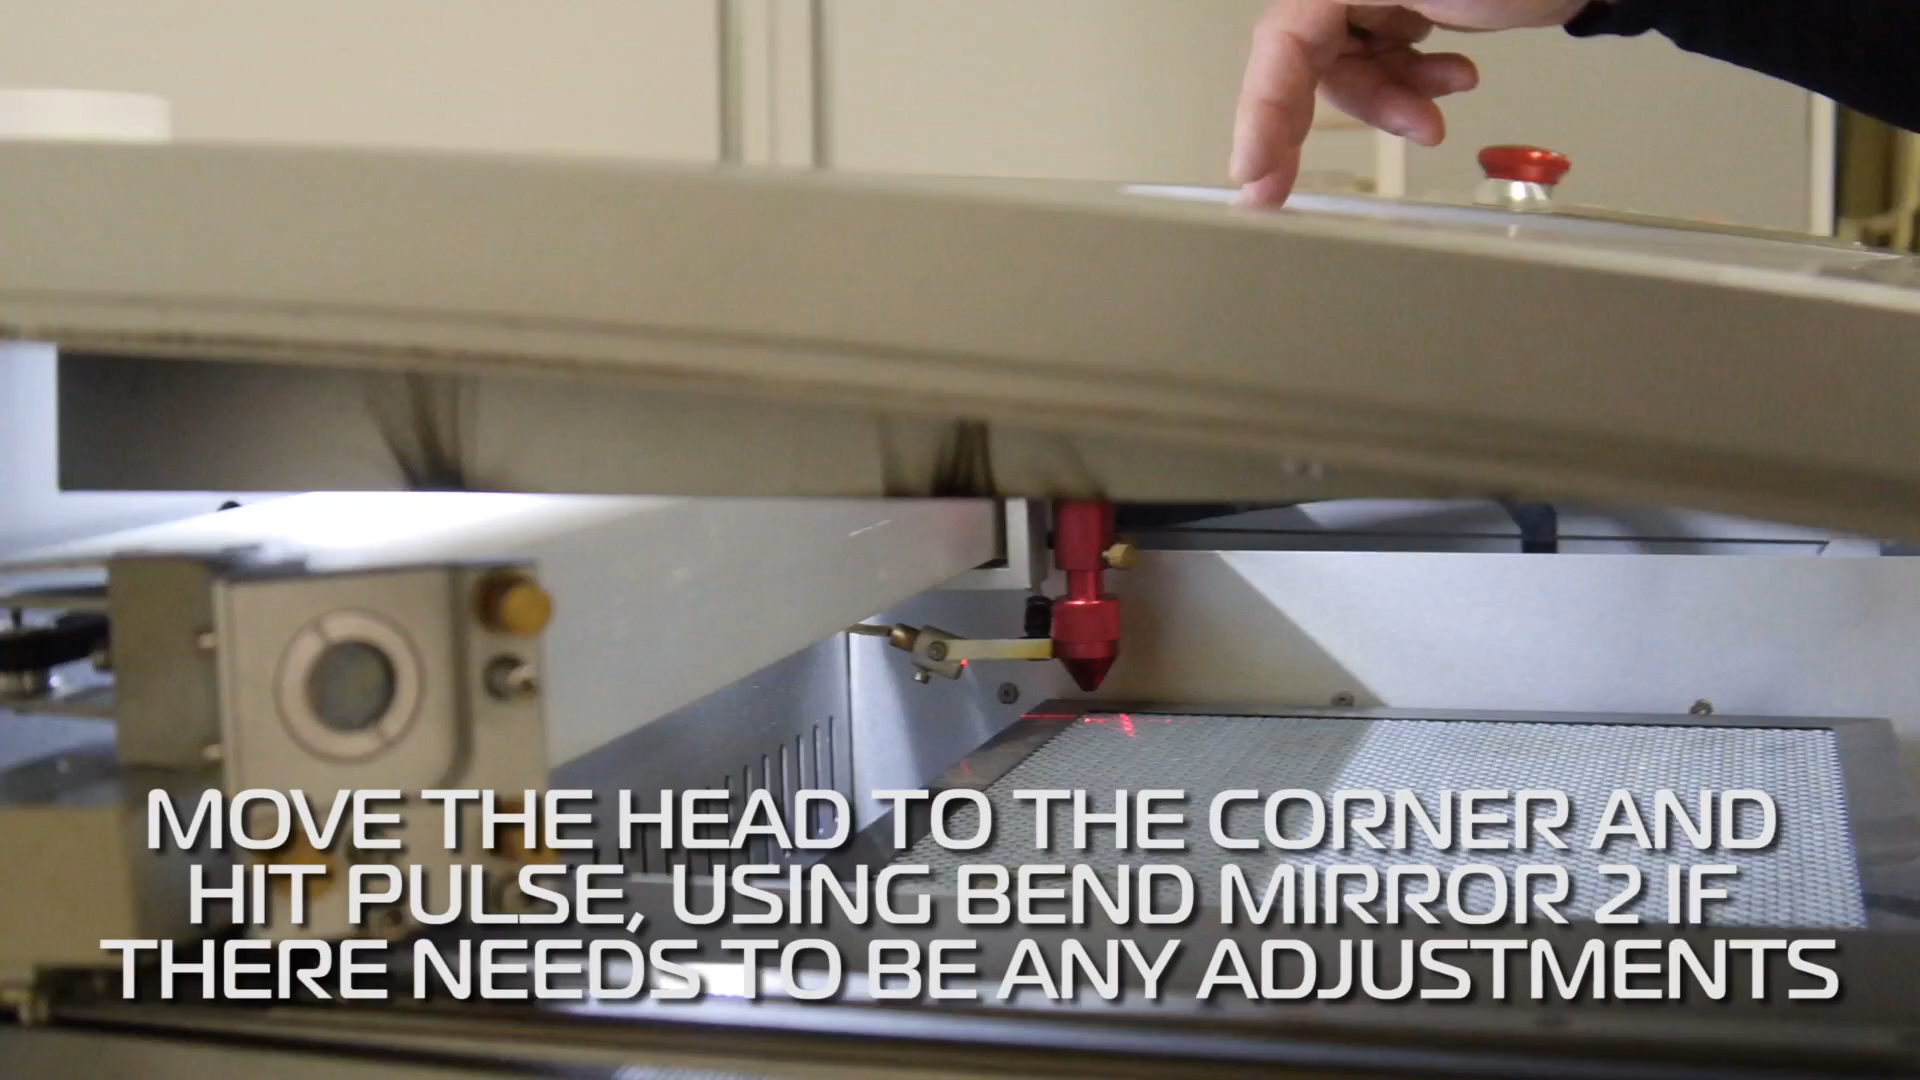 MOVE THE HEAD TO THE CORNER AND
HIT PULSE, USING BEND MIRROR 2 IF
THERE NEEDS TO BE ANY ADJUSTMENTS